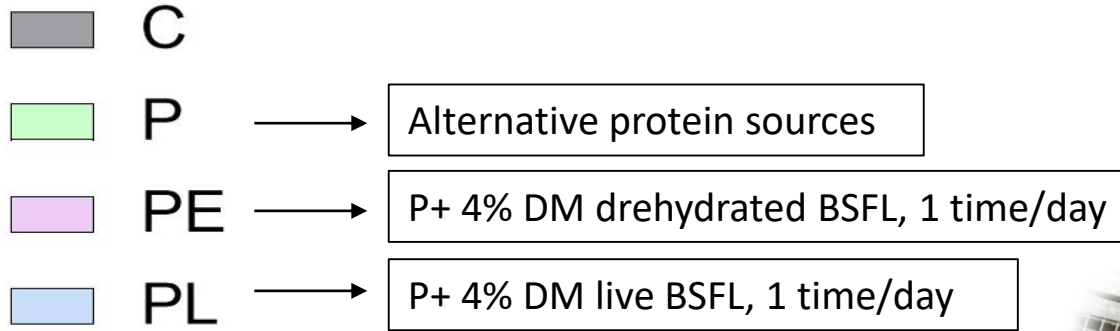 C
P Alternative protein sources
PE P+ 4% DM drehydrated BSFL, 1 time/day
PL P+ 4% DM live BSFL, 1 time/day